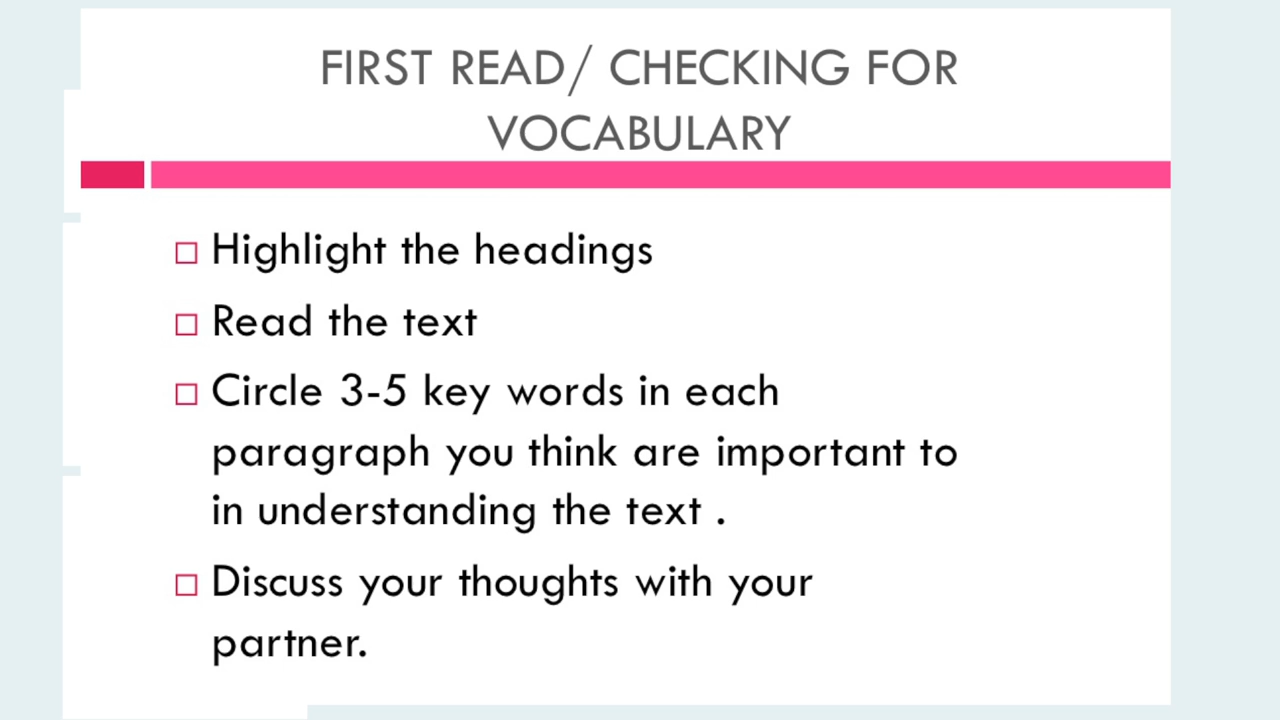 FIRST READ/ CHECKING FOR
VOCABULARY
Highlight the headings
Read the text
Circle 3-5 key words in each
paragraph you think are important to
in understanding the text .
Discuss your thoughts with your
partner.